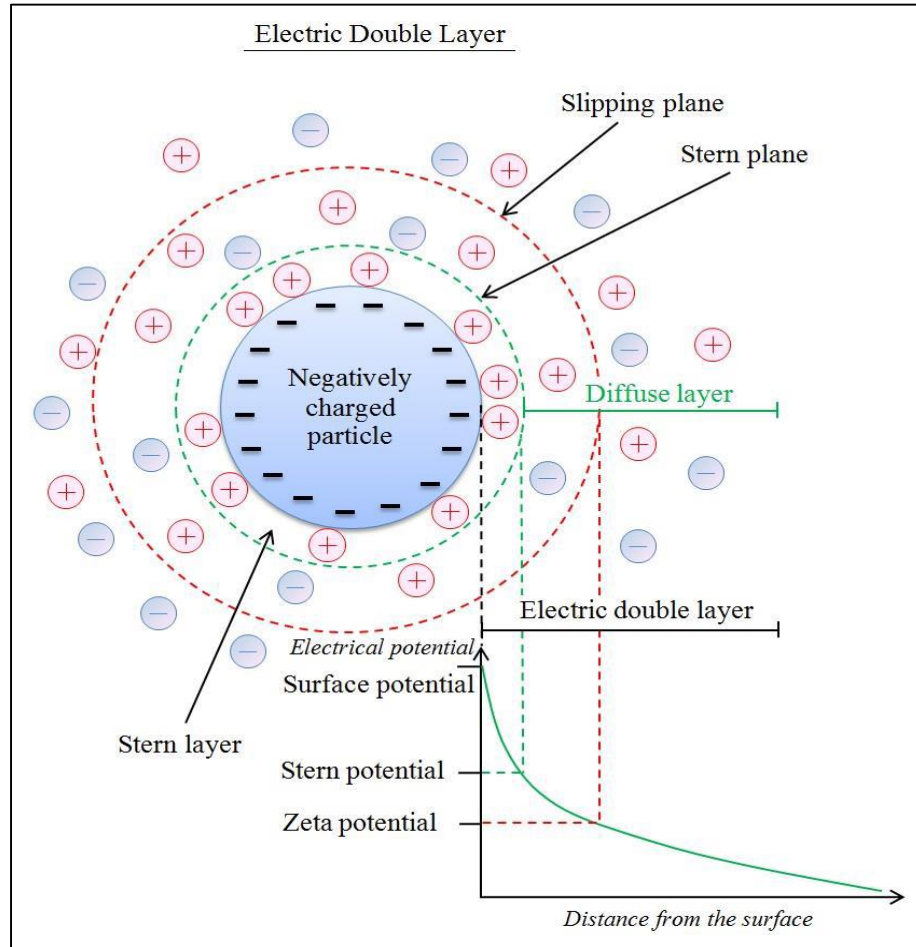 Electric Double Layer
Slipping plane
Stern plane
Negatively
charged
particle
Diffuse layer
Electric double layer
Electrical potential
Surface potential
Stern layer
Stern potential
Zeta potential
Distance from the surface